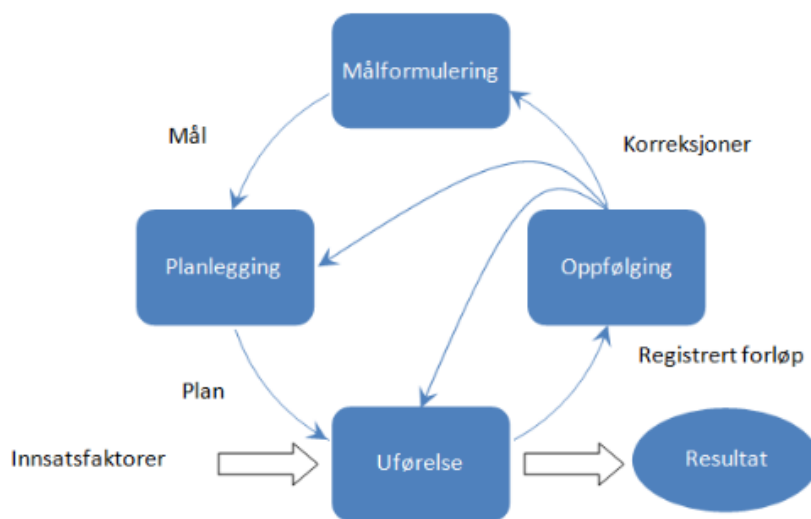 Målformulering
Mål
Korreksjoner
Planlegging
Oppfølging
Registrert forløp
Plan
Innsatsfaktorer
Uførelse
Resultat